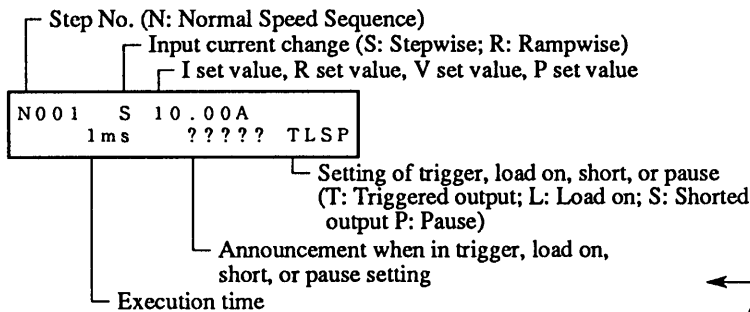 Step No. (N: Normal Speed Sequence)
Input current change (S: Stepwise; R: Rampwise)
I set value, R set value, V set value, P set value
N001 S 10.00A
1ms ????? TLSP
Setting of trigger, load on, short, or pause
(T: Triggered output; L: Load on; S: Shorted
output P: Pause)
Announcement when in trigger, load on,
short, or pause setting
Execution time